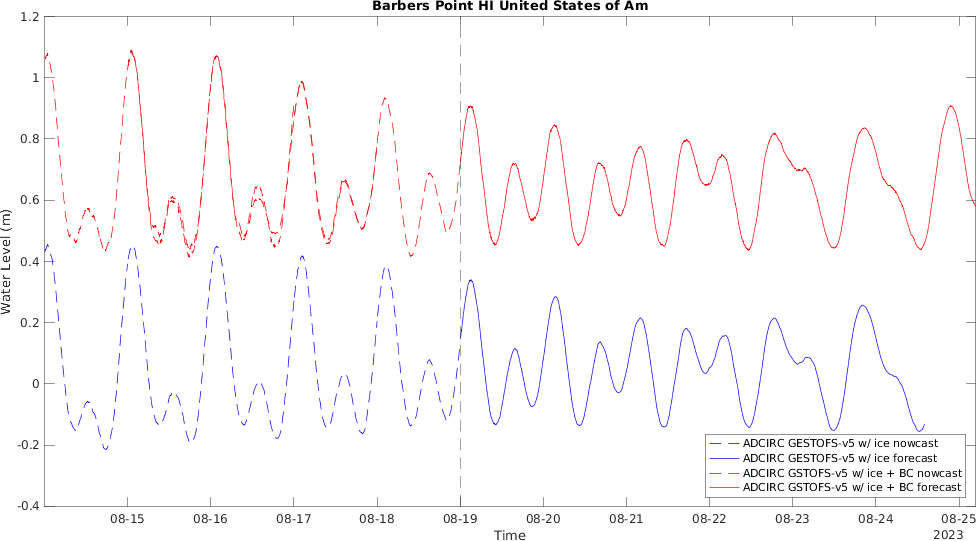 Barbers Point HI United States of Am
1.2
1
0.8
0.6
0.4
0.2
0
-0.2
-0.4
Water Level (m)
ADCIRC GESTOFS-v5 w/ ice nowcast
ADCIRC GESTOFS-v5 w/ ice forecast
ADCIRC GSTOFS-v5 w/ ice + BC nowcast
ADCIRC GSTOFS-v5 w/ ice + BC forecast
08-15 08-16 08-17 08-18 08-19 08-20 08-21 08-22 08-23 08-24 08-25
Time
2023